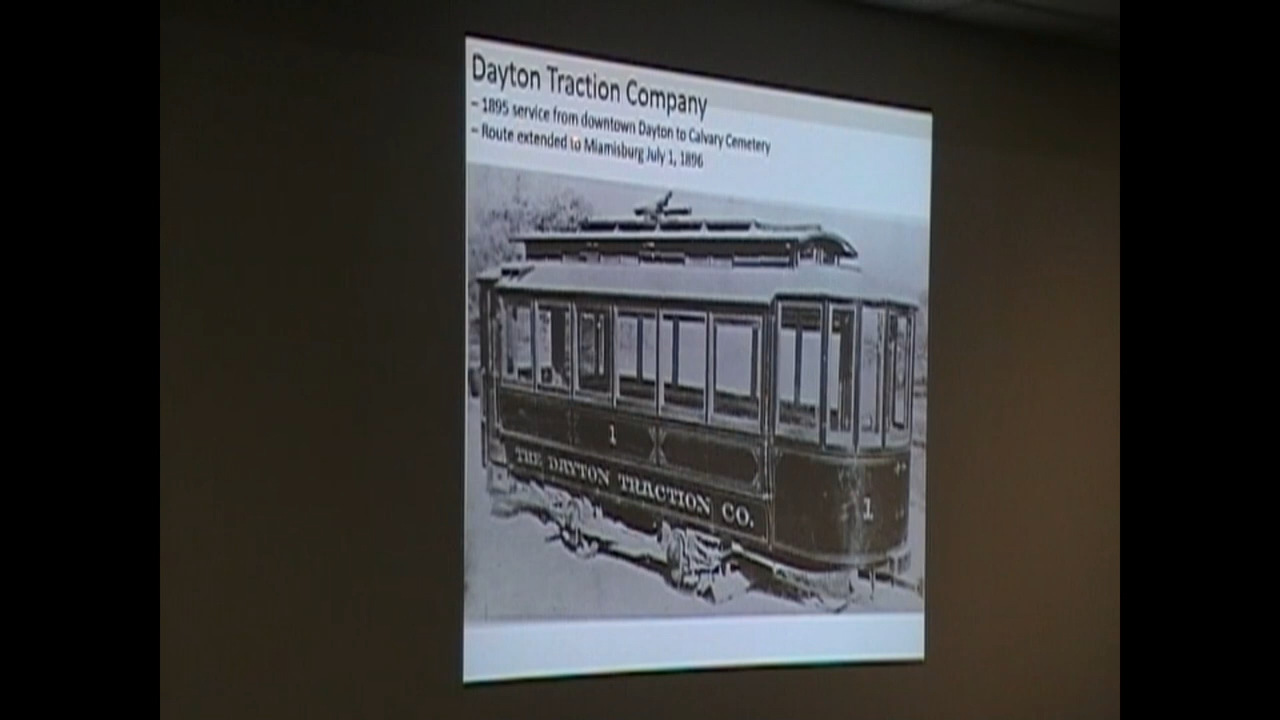 Dayton Traction Company
– 1895 service from downtown Dayton to Calvary Cemetery
– Route extended to Miamisburg July 1, 1896
1
THE DAYTON TRACTION CO.
1